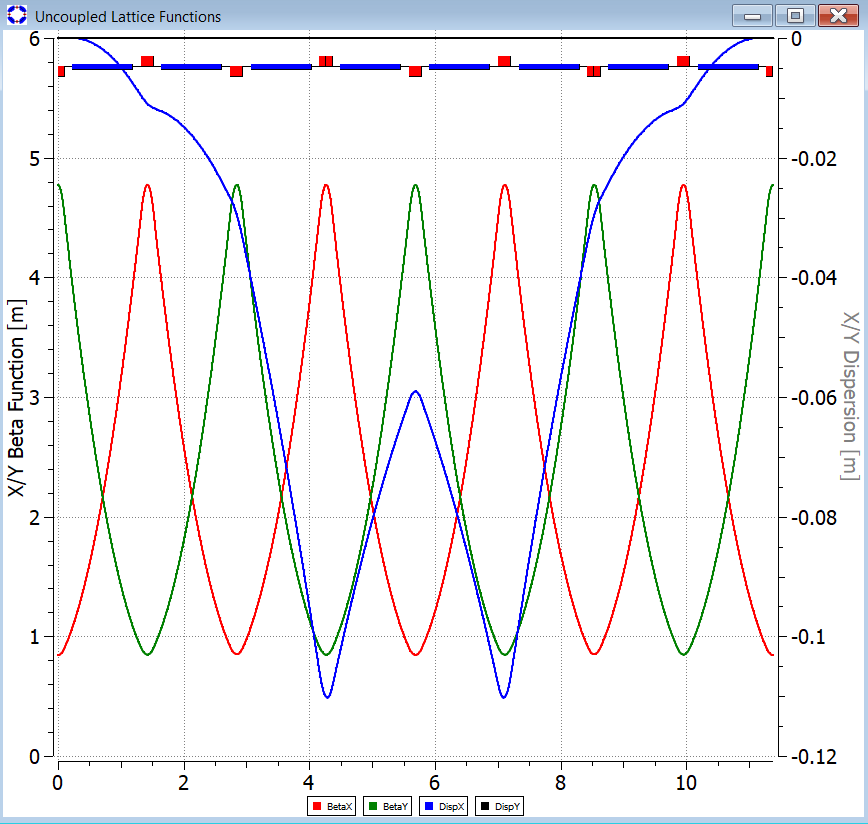 Uncoupled Lattice Functions
6
5
4
3
2
1
0
X/Y Beta Function [m]
0
-0.02
-0.04
-0.06
-0.08
-0.1
-0.12
X/Y Dispersion [m]
0 2 4 6 8 10
BetaX BetaY DispX DispY